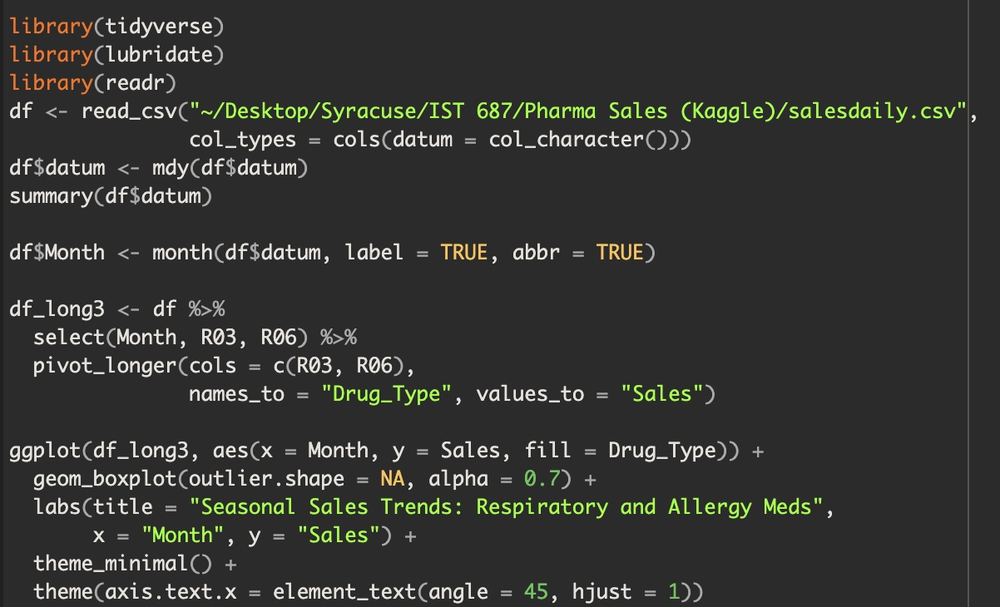 library(tidyverse)
library(lubridate)
library(readr)
df <- read_csv("~/Desktop/Syracuse/IST 687/Pharma Sales (Kaggle)/salesdaily.csv",
               col_types = cols(datum = col_character()))
df$datum <- mdy(df$datum)
summary(df$datum)

df$Month <- month(df$datum, label = TRUE, abbr = TRUE)

df_long3 <- df %>%
  select(Month, R03, R06) %>%
  pivot_longer(cols = c(R03, R06),
               names_to = "Drug_Type", values_to = "Sales")

ggplot(df_long3, aes(x = Month, y = Sales, fill = Drug_Type)) +
  geom_boxplot(outlier.shape = NA, alpha = 0.7) +
  labs(title = "Seasonal Sales Trends: Respiratory and Allergy Meds",
       x = "Month", y = "Sales") +
  theme_minimal() +
  theme(axis.text.x = element_text(angle = 45, hjust = 1))